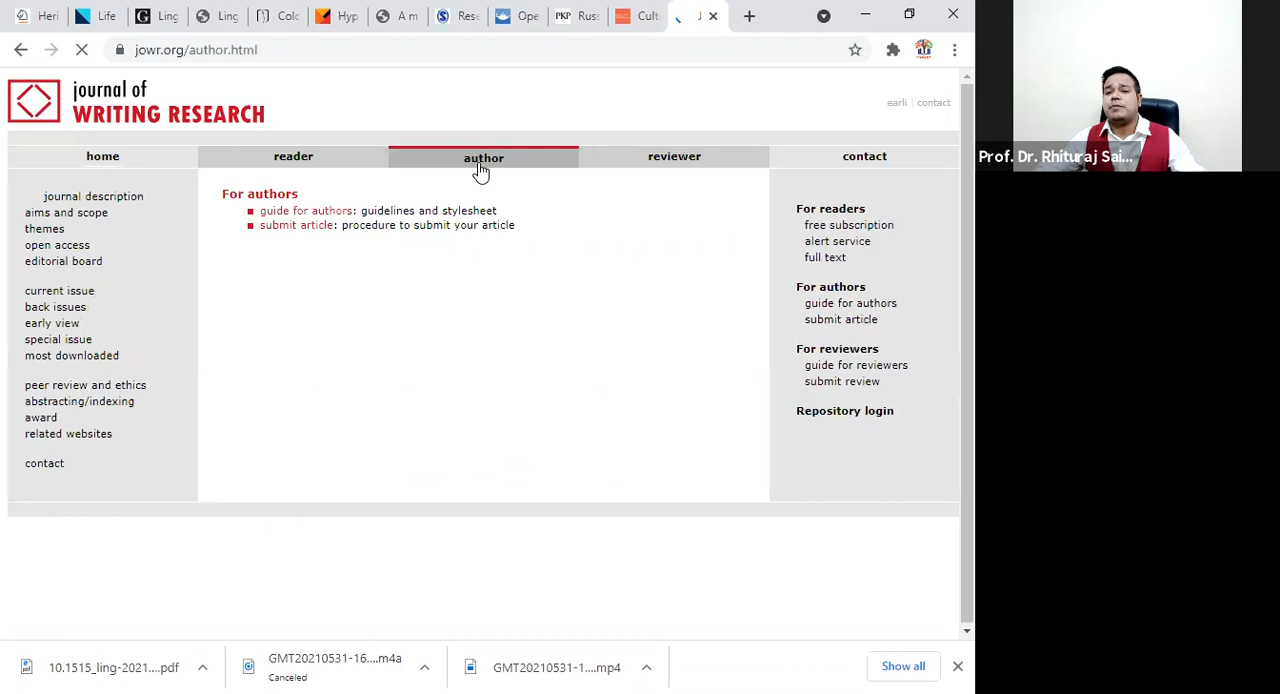 Heri
Life
Ling
Ling
Colc
Hyp
A m
Rese
Ope
PKP Russ
Cult
J
jowr.org/author.html
journal of
WRITING RESEARCH
earli | contact
home
reader
author
reviewer
contact
journal description
aims and scope
themes
open access
editorial board
current issue
back issues
early view
special issue
most downloaded
peer review and ethics
abstracting/indexing
award
related websites
contact
For authors
guide for authors: guidelines and stylesheet
submit article: procedure to submit your article
For readers
free subscription
alert service
full text
For authors
guide for authors
submit article
For reviewers
guide for reviewers
submit review
Repository login
Prof. Dr. Rhituraj Sai...
10.1515_ling-2021....pdf
GMT20210531-16....m4a
Canceled
GMT20210531-1....mp4
Show all